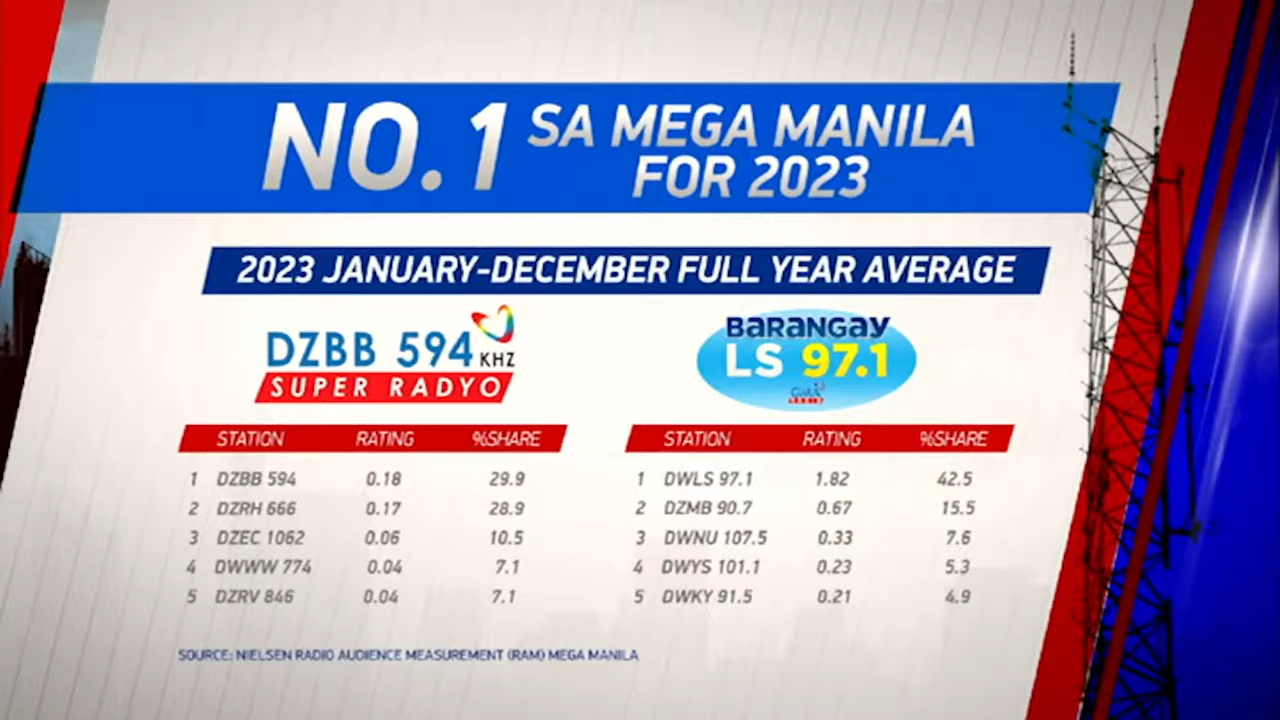 NO. 1 SA MEGA MANILA
FOR 2023
2023 JANUARY-DECEMBER FULL YEAR AVERAGE
DZBB 594 KHZ
SUPER RADYO
BARANGAY
LS 97.1
GMA
RADIO
STATION RATING %SHARE
1 DZBB 594 0.18 29.9
2 DZRH 666 0.17 28.9
3 DZEC 1062 0.06 10.5
4 DWWW 774 0.04 7.1
5 DZRV 846 0.04 7.1
STATION RATING %SHARE
1 DWLS 97.1 1.82 42.5
2 DZMB 90.7 0.67 15.5
3 DWNU 107.5 0.33 7.6
4 DWYS 101.1 0.23 5.3
5 DWKY 91.5 0.21 4.9
SOURCE: NIELSEN RADIO AUDIENCE MEASUREMENT (RAM) MEGA MANILA